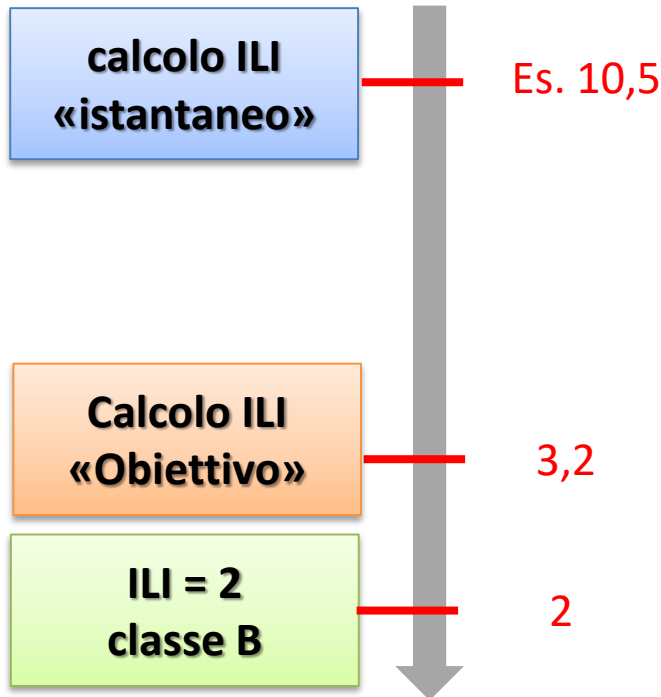 calcolo ILI
«istantaneo»
Es. 10,5
Calcolo ILI
«Obiettivo»
3,2
ILI = 2
classe B
2